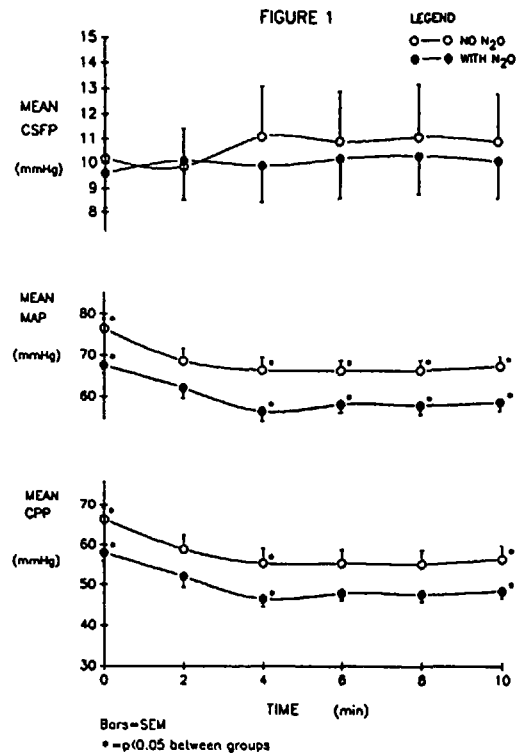 FIGURE 1
LEGEND
NO N₂O
WITH N₂O
MEAN
CSFP
(mmHg)
15
14
13
12
11
10
9
8
MEAN
MAP
(mmHg)
80
70
60
* * * * *
* * * * *
MEAN
CPP
(mmHg)
70
60
50
40
30
* * *
* * *
0 2 4 6 8 10
TIME (min)
Bars=SEM
* =p<0.05 between groups